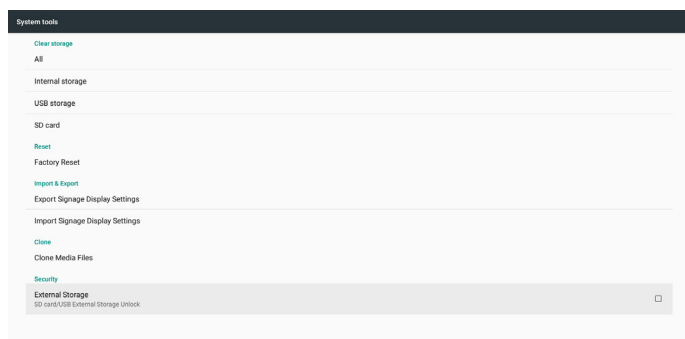 System tools
Clear storage
All
Internal storage
USB storage
SD card
Reset
Factory Reset
Import & Export
Export Signage Display Settings
Import Signage Display Settings
Clone
Clone Media Files
Security
External Storage
SD card/USB External Storage Unlock